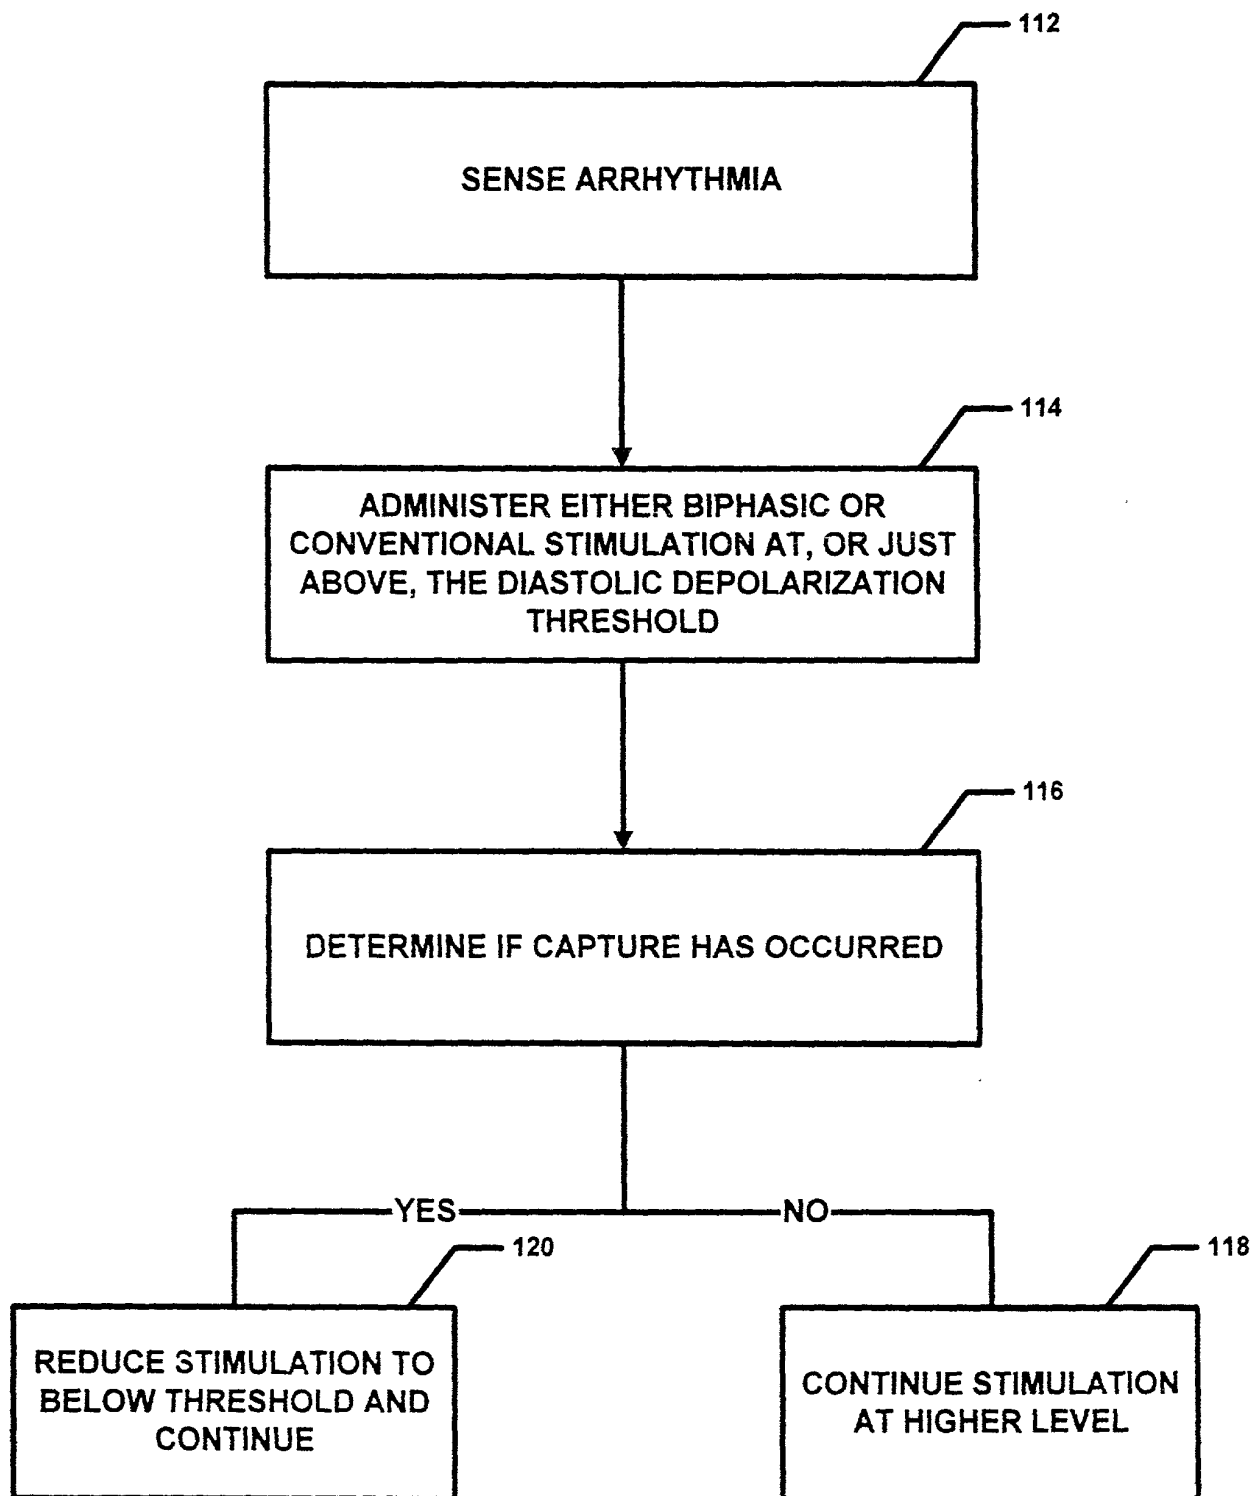 112
SENSE ARRHYTHMIA
114
ADMINISTER EITHER BIPHASIC OR
CONVENTIONAL STIMULATION AT, OR JUST
ABOVE, THE DIASTOLIC DEPOLARIZATION
THRESHOLD
116
DETERMINE IF CAPTURE HAS OCCURRED
YES
NO
120
118
REDUCE STIMULATION TO
BELOW THRESHOLD AND
CONTINUE
CONTINUE STIMULATION
AT HIGHER LEVEL